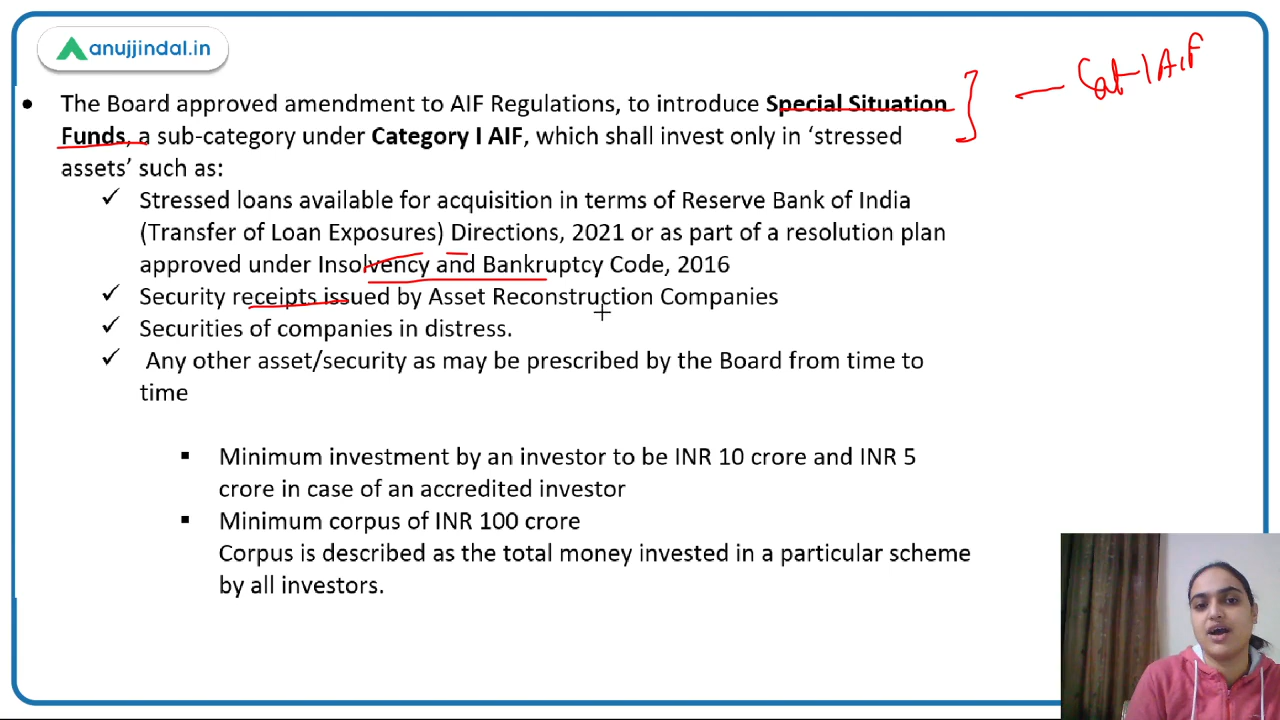 anujjindal.in
Cat-I AIF
• The Board approved amendment to AIF Regulations, to introduce Special Situation
Funds, a sub-category under Category I AIF, which shall invest only in ‘stressed
assets’ such as:
✓ Stressed loans available for acquisition in terms of Reserve Bank of India
(Transfer of Loan Exposures) Directions, 2021 or as part of a resolution plan
approved under Insolvency and Bankruptcy Code, 2016
✓ Security receipts issued by Asset Reconstruction Companies
✓ Securities of companies in distress.
✓ Any other asset/security as may be prescribed by the Board from time to
time
▪ Minimum investment by an investor to be INR 10 crore and INR 5
crore in case of an accredited investor
▪ Minimum corpus of INR 100 crore
Corpus is described as the total money invested in a particular scheme
by all investors.